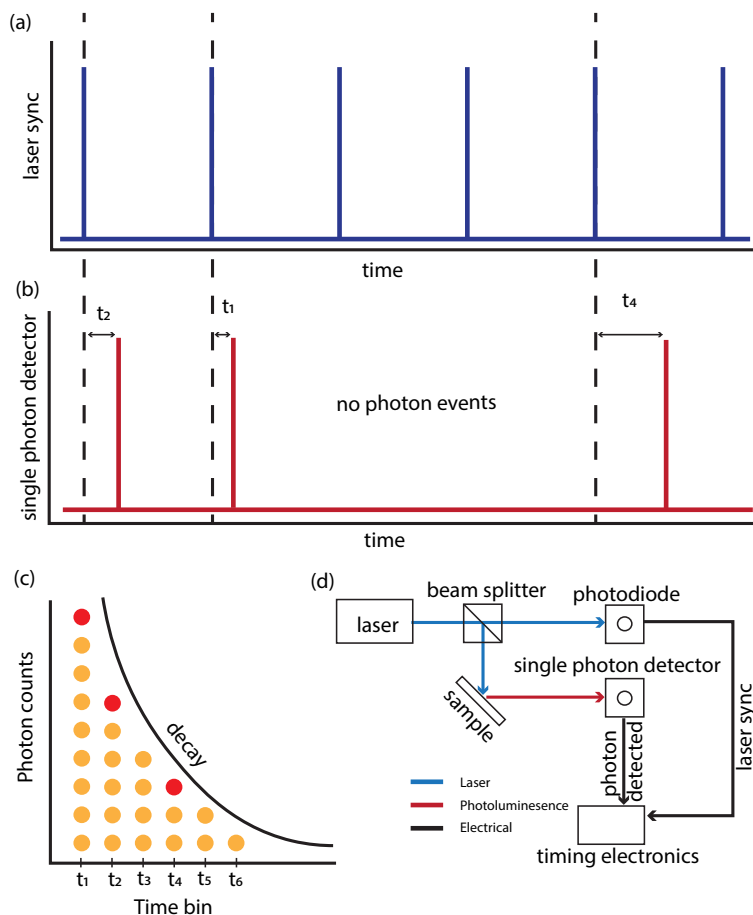 (a)
laser sync
time
(b)
t₂
t₁
t₄
single photon detector
no photon events
time
(c)
Photon counts
decay
t₁ t₂ t₃ t₄ t₅ t₆
Time bin
(d)
beam splitter
photodiode
laser
single photon detector
sample
laser sync
photon
detected
Laser
Photoluminesence
Electrical
timing electronics